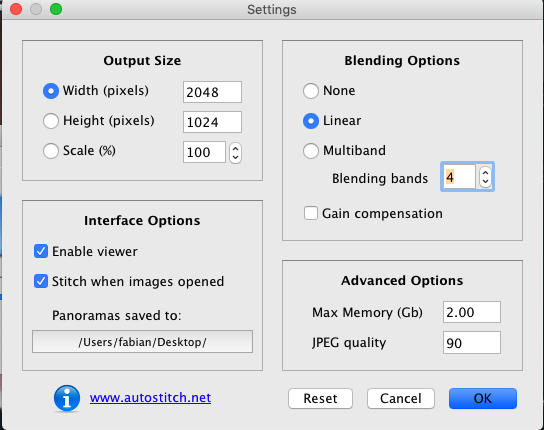 Settings
Output Size
Width (pixels) 2048
Height (pixels) 1024
Scale (%) 100
Interface Options
Enable viewer
Stitch when images opened
Panoramas saved to:
/Users/fabian/Desktop/
Blending Options
None
Linear
Multiband
Blending bands 4
Gain compensation
Advanced Options
Max Memory (Gb) 2.00
JPEG quality 90
www.autostitch.net
Reset Cancel OK